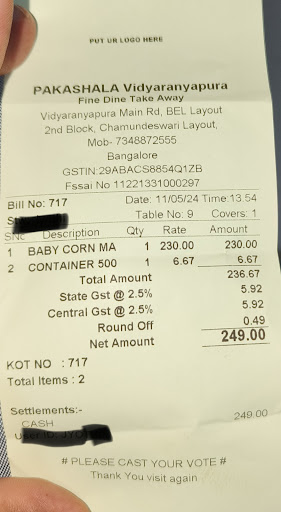 PUT UR LOGO HERE
PAKASHALA Vidyaranyapura
Fine Dine Take Away
Vidyaranyapura Main Rd, BEL Layout
2nd Block, Chamundeswari Layout,
Mob- 7348872555
Bangalore
GSTIN:29ABACS8854Q1ZB
Fssai No 11221331000297
Bill No: 717 Date: 11/05/24 Time:13.54
Table No: 9 Covers: 1
SNo Description Qty Rate Amount
1 BABY CORN MA 1 230.00 230.00
2 CONTAINER 500 1 6.67 6.67
Total Amount 236.67
State Gst @ 2.5% 5.92
Central Gst @ 2.5% 5.92
Round Off 0.49
Net Amount 249.00
KOT NO : 717
Total Items : 2
Settlements:-
CASH 249.00
# PLEASE CAST YOUR VOTE #
Thank You visit again